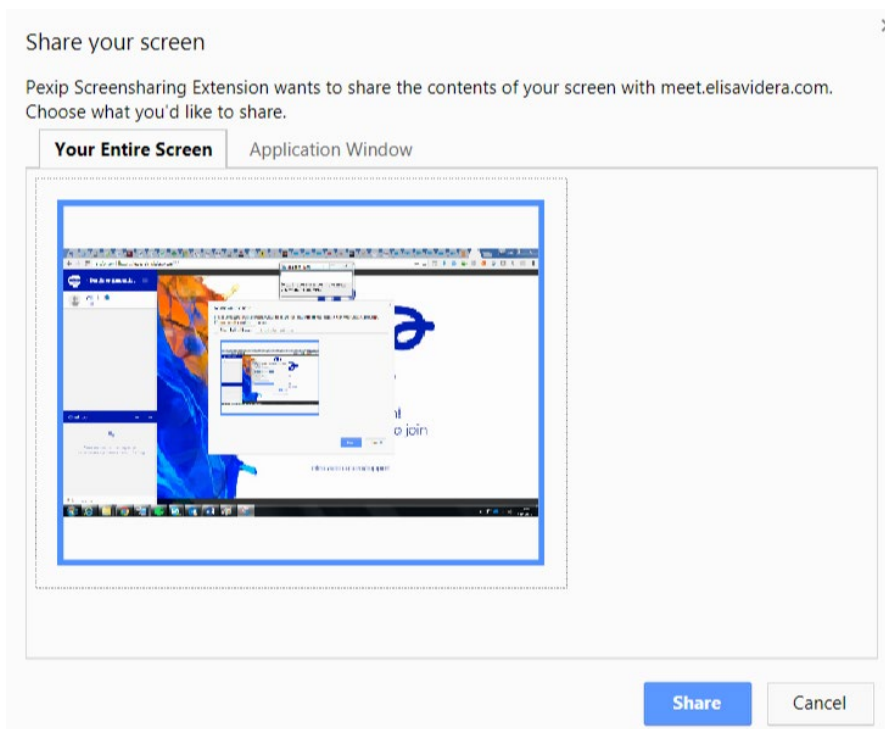 Share your screen
Pexip Screensharing Extension wants to share the contents of your screen with meet.elisavidera.com.
Choose what you'd like to share.
Your Entire Screen Application Window
o join
Share Cancel